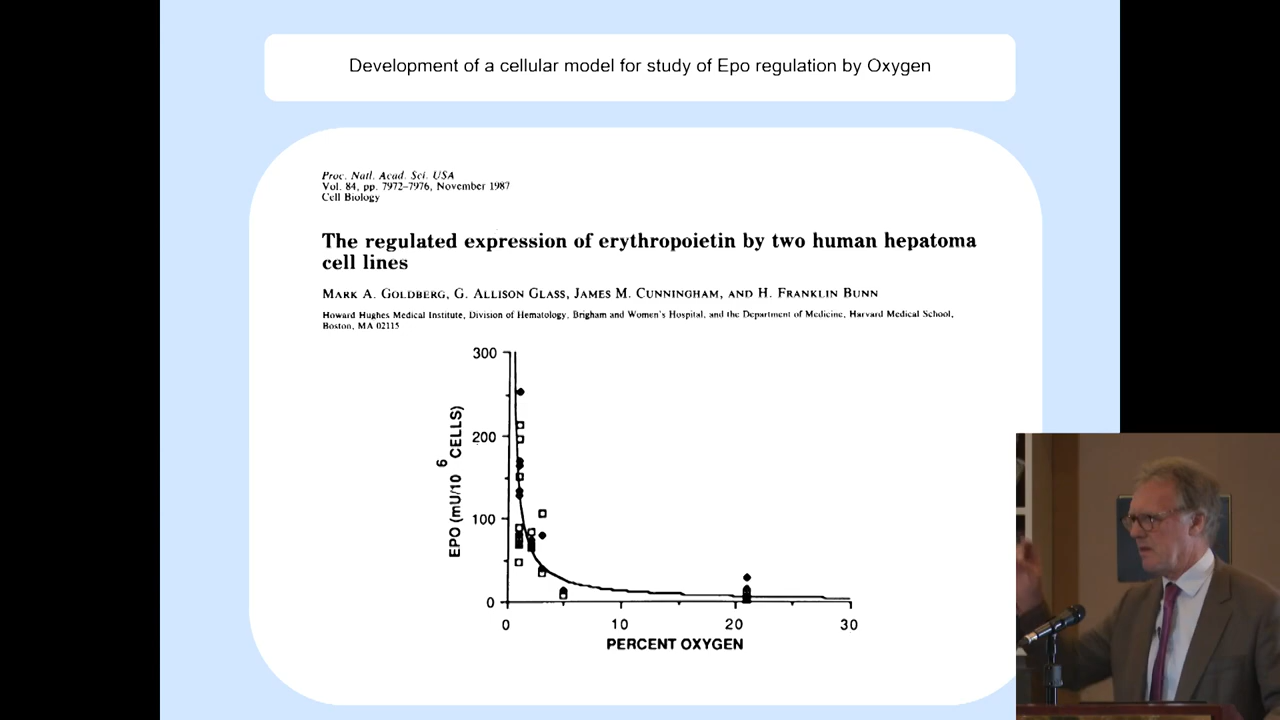 Development of a cellular model for study of Epo regulation by Oxygen
Proc. Natl. Acad. Sci. USA
Vol. 84, pp. 7972–7976, November 1987
Cell Biology
The regulated expression of erythropoietin by two human hepatoma
cell lines
MARK A. GOLDBERG, G. ALLISON GLASS, JAMES M. CUNNINGHAM, AND H. FRANKLIN BUNN
Howard Hughes Medical Institute, Division of Hematology, Brigham and Women's Hospital, and the Department of Medicine, Harvard Medical School,
Boston, MA 02115
300
200
100
0
EPO (mU/10 6 CELLS)
0 10 20 30
PERCENT OXYGEN